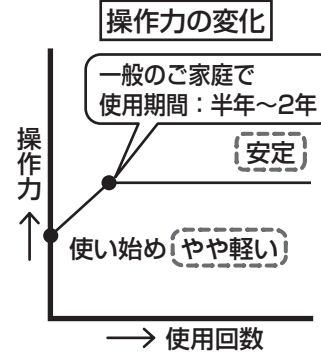 操作力の変化
一般のご家庭で
使用期間：半年～2年
安定
操作力
使い始め やや軽い
使用回数